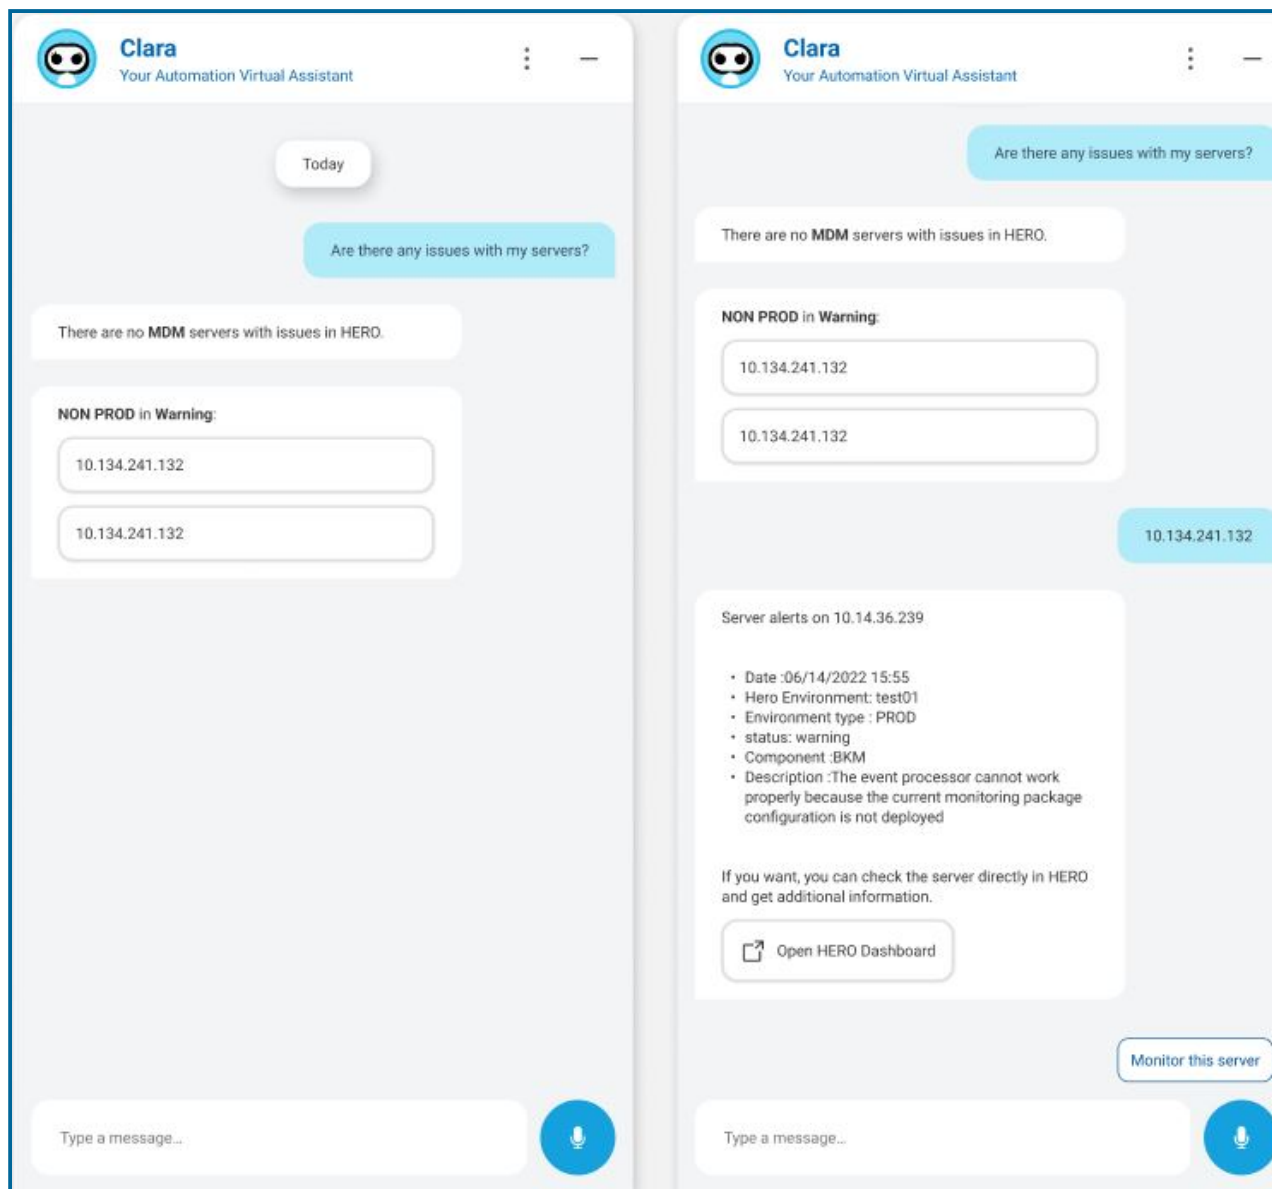 Clara
Your Automation Virtual Assistant
Today
Are there any issues with my servers?
There are no MDM servers with issues in HERO.
NON PROD in Warning:
10.134.241.132
10.134.241.132
Type a message...
Clara
Your Automation Virtual Assistant
Are there any issues with my servers?
There are no MDM servers with issues in HERO.
NON PROD in Warning:
10.134.241.132
10.134.241.132
10.134.241.132
Server alerts on 10.14.36.239
• Date :06/14/2022 15:55
• Hero Environment: test01
• Environment type : PROD
• status: warning
• Component :BKM
• Description :The event processor cannot work
properly because the current monitoring package
configuration is not deployed
If you want, you can check the server directly in HERO
and get additional information.
Open HERO Dashboard
Monitor this server
Type a message...